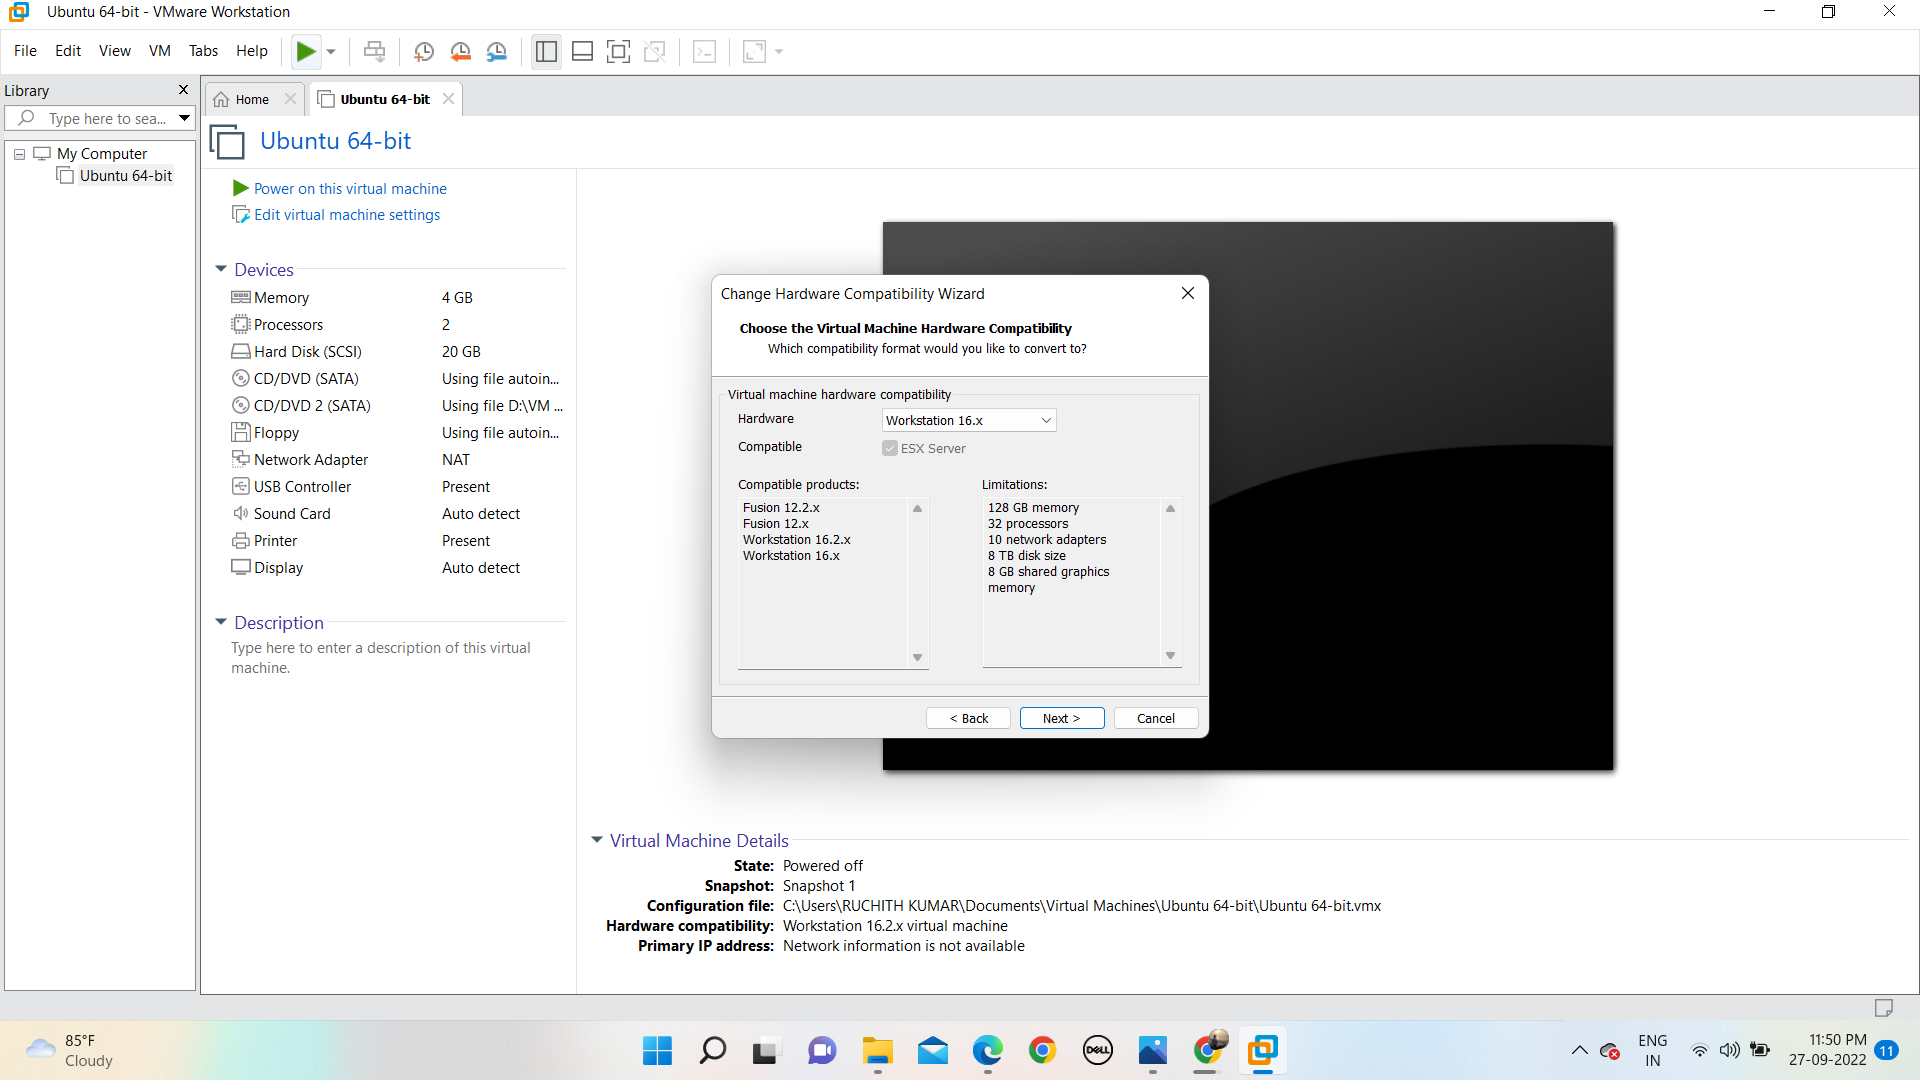 Ubuntu 64-bit - VMware Workstation
File Edit View VM Tabs Help
Library
Type here to sea...
My Computer
Ubuntu 64-bit
Home
Ubuntu 64-bit
Ubuntu 64-bit
Power on this virtual machine
Edit virtual machine settings
Devices
Memory 4 GB
Processors 2
Hard Disk (SCSI) 20 GB
CD/DVD (SATA) Using file autoin...
CD/DVD 2 (SATA) Using file D:\VM ...
Floppy Using file autoin...
Network Adapter NAT
USB Controller Present
Sound Card Auto detect
Printer Present
Display Auto detect
Description
Type here to enter a description of this virtual
machine.
Change Hardware Compatibility Wizard
Choose the Virtual Machine Hardware Compatibility
Which compatibility format would you like to convert to?
Virtual machine hardware compatibility
Hardware Workstation 16.x
Compatible ESX Server
Compatible products:
Fusion 12.2.x
Fusion 12.x
Workstation 16.2.x
Workstation 16.x
Limitations:
128 GB memory
32 processors
10 network adapters
8 TB disk size
8 GB shared graphics
memory
< Back Next > Cancel
Virtual Machine Details
State: Powered off
Snapshot: Snapshot 1
Configuration file: C:\Users\RUCHITH KUMAR\Documents\Virtual Machines\Ubuntu 64-bit\Ubuntu 64-bit.vmx
Hardware compatibility: Workstation 16.2.x virtual machine
Primary IP address: Network information is not available
85°F
Cloudy
DELL
ENG
IN
11:50 PM
27-09-2022
11